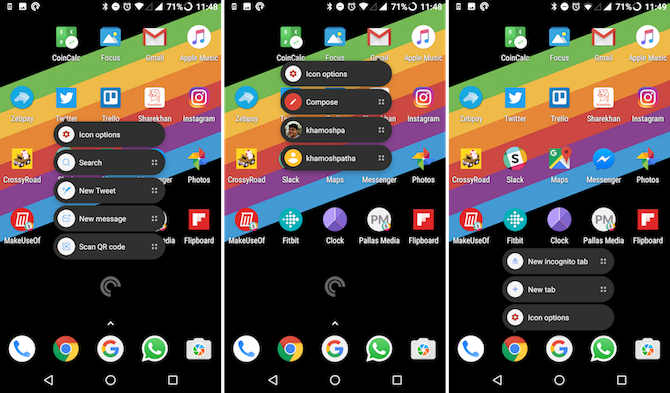 71% 11:48
CoinCalc Focus Gmail Apple Music
Zebpay Twitter Trello Sharekhan Instagram
Icon options
Search
CrossyRoad Photos
New Tweet
New message
MakeUseOf Flipboard
Scan QR code
71% 11:48
CoinCalc Focus Gmail Apple Music
Icon options
Compose
Zebpay Instagram
khamoshpa
khamoshpatha
CrossyRoad Slack Maps Messenger Photos
MakeUseOf Fitbit Clock PM Pallas Media Flipboard
71% 11:49
CoinCalc Focus Gmail Apple Music
Zebpay Twitter Trello Sharekhan Instagram
CrossyRoad Slack Maps Messenger Photos
MakeUseOf Fitbit Clock PM Pallas Media Flipboard
New incognito tab
New tab
Icon options